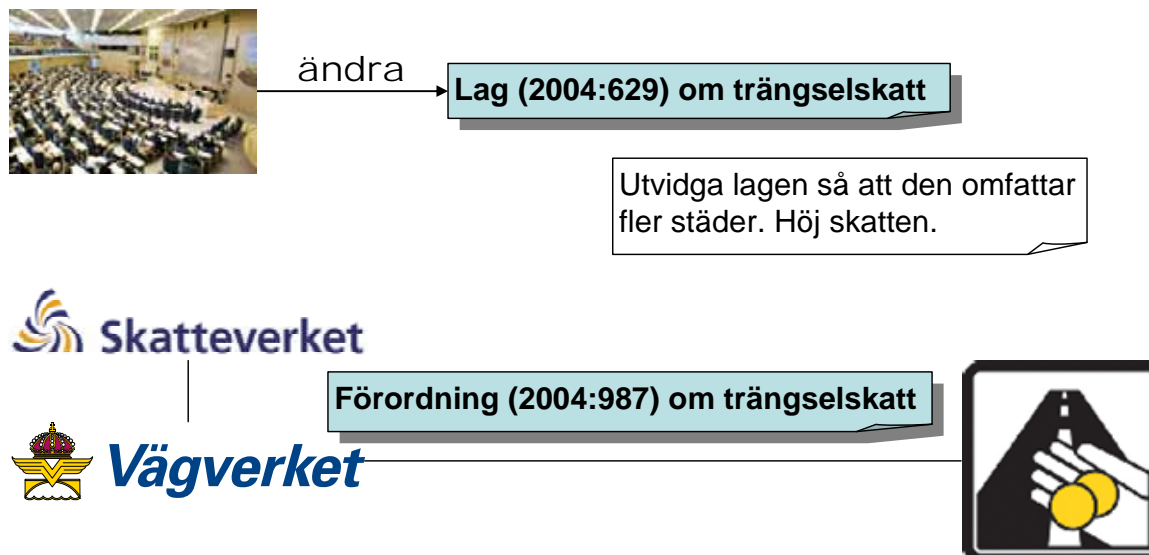 ändra
Lag (2004:629) om trängselskatt
Utvidga lagen så att den omfattar
fler städer. Höj skatten.
Skatteverket
Förordning (2004:987) om trängselskatt
Vägverket